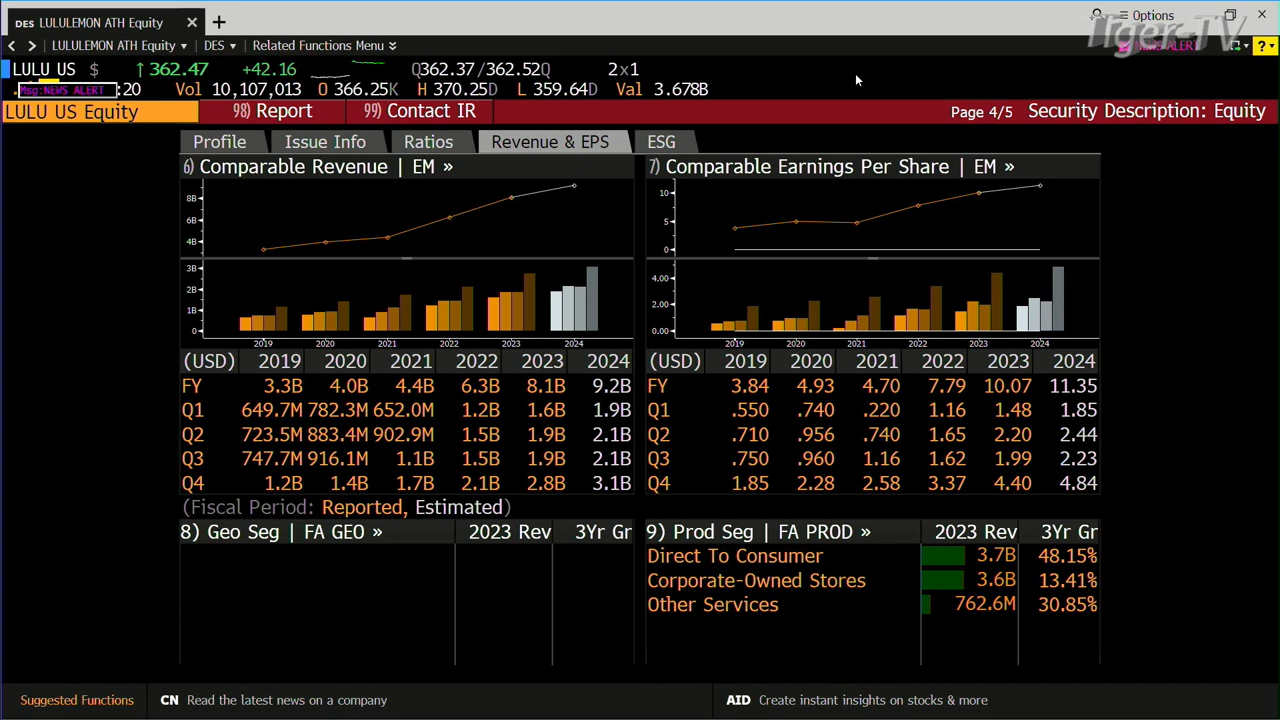 DES LULULEMON ATH Equity × +
Options
Tiger-TV
< > LULULEMON ATH Equity ▾ DES ▾ Related Functions Menu
NEWS ALERT
?
LULU US $ ↑ 362.47 +42.16 Q362.37/362.52Q 2x1
Msg:NEWS ALERT :20 Vol 10,107,013 O 366.25K H 370.25D L 359.64D Val 3.678B
LULU US Equity 98) Report 99) Contact IR Page 4/5 Security Description: Equity
Profile Issue Info Ratios Revenue & EPS ESG
6) Comparable Revenue | EM »
8B
6B
4B
3B
2B
1B
0
2019 2020 2021 2022 2023 2024
(USD) 2019 2020 2021 2022 2023 2024
FY 3.3B 4.0B 4.4B 6.3B 8.1B 9.2B
Q1 649.7M 782.3M 652.0M 1.2B 1.6B 1.9B
Q2 723.5M 883.4M 902.9M 1.5B 1.9B 2.1B
Q3 747.7M 916.1M 1.1B 1.5B 1.9B 2.1B
Q4 1.2B 1.4B 1.7B 2.1B 2.8B 3.1B
(Fiscal Period: Reported, Estimated)
7) Comparable Earnings Per Share | EM »
10
5
0
4.00
2.00
0.00
2019 2020 2021 2022 2023 2024
(USD) 2019 2020 2021 2022 2023 2024
FY 3.84 4.93 4.70 7.79 10.07 11.35
Q1 .550 .740 .220 1.16 1.48 1.85
Q2 .710 .956 .740 1.65 2.20 2.44
Q3 .750 .960 1.16 1.62 1.99 2.23
Q4 1.85 2.28 2.58 3.37 4.40 4.84
8) Geo Seg | FA GEO » 2023 Rev 3Yr Gr
9) Prod Seg | FA PROD » 2023 Rev 3Yr Gr
Direct To Consumer 3.7B 48.15%
Corporate-Owned Stores 3.6B 13.41%
Other Services 762.6M 30.85%
Suggested Functions CN Read the latest news on a company AID Create instant insights on stocks & more